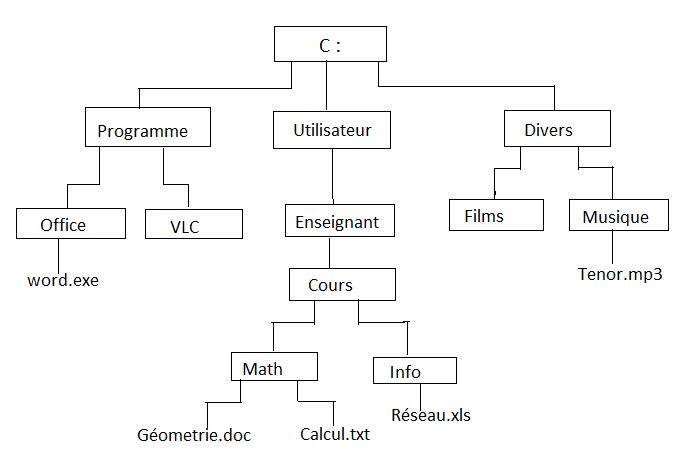 C :
Programme
Utilisateur
Divers
Office
VLC
Enseignant
Films
Musique
word.exe
Tenor.mp3
Cours
Math
Info
Géometrie.doc
Calcul.txt
Réseau.xls